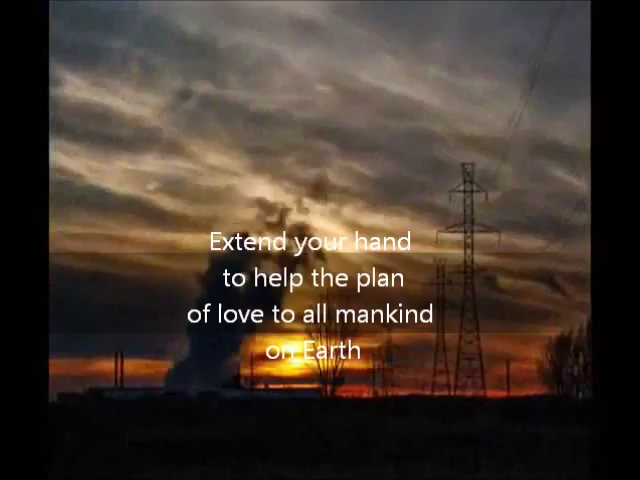 Extend your hand
to help the plan
of love to all mankind
on Earth